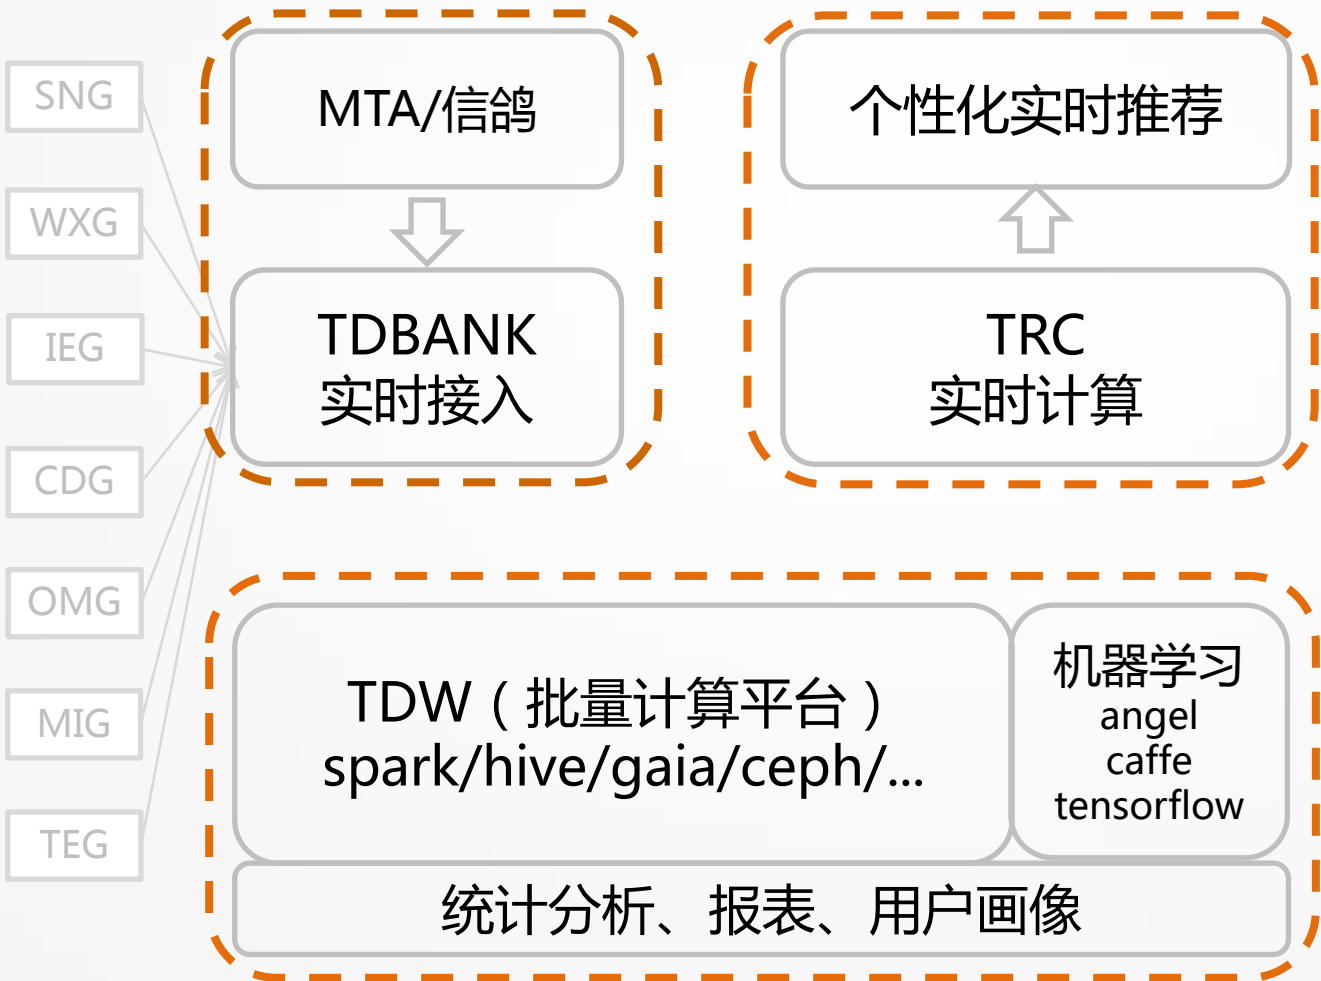 SNG
WXG
IEG
CDG
OMG
MIG
TEG
MTA/信鸽
TDBANK
实时接入
个性化实时推荐
TRC
实时计算
TDW（批量计算平台）
spark/hive/gaia/ceph/...
机器学习
angel
caffe
tensorflow
统计分析、报表、用户画像